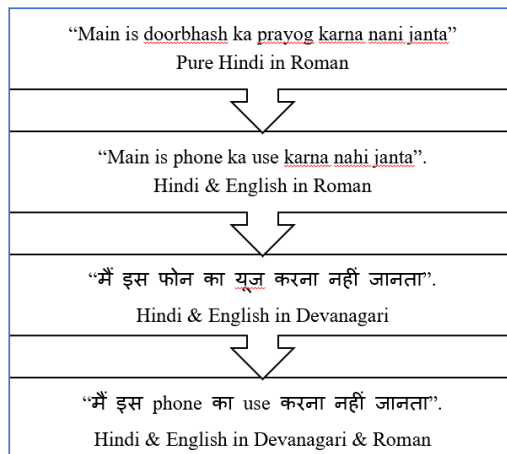 “Main is doorbhash ka prayog karna nani janta”
Pure Hindi in Roman
“Main is phone ka use karna nahi janta”.
Hindi & English in Roman
“मैं इस फोन का यूज़ करना नहीं जानता”.
Hindi & English in Devanagari
“मैं इस phone का use करना नहीं जानता”.
Hindi & English in Devanagari & Roman